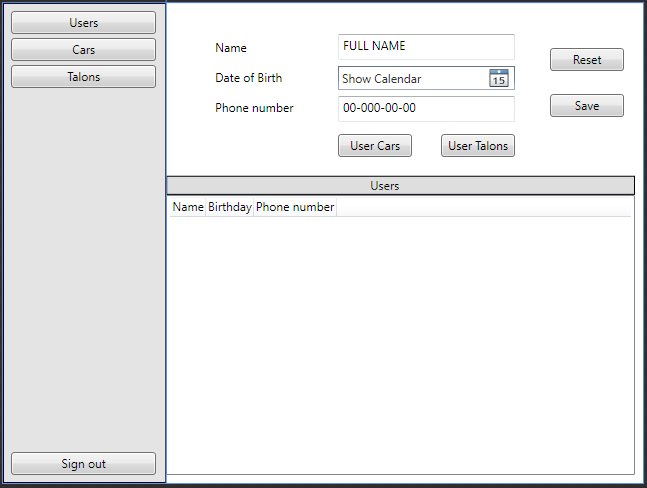 Users
Cars
Talons
Sign out
Name
FULL NAME
Date of Birth
Show Calendar
15
Phone number
00-000-00-00
User Cars
User Talons
Reset
Save
Users
Name Birthday Phone number